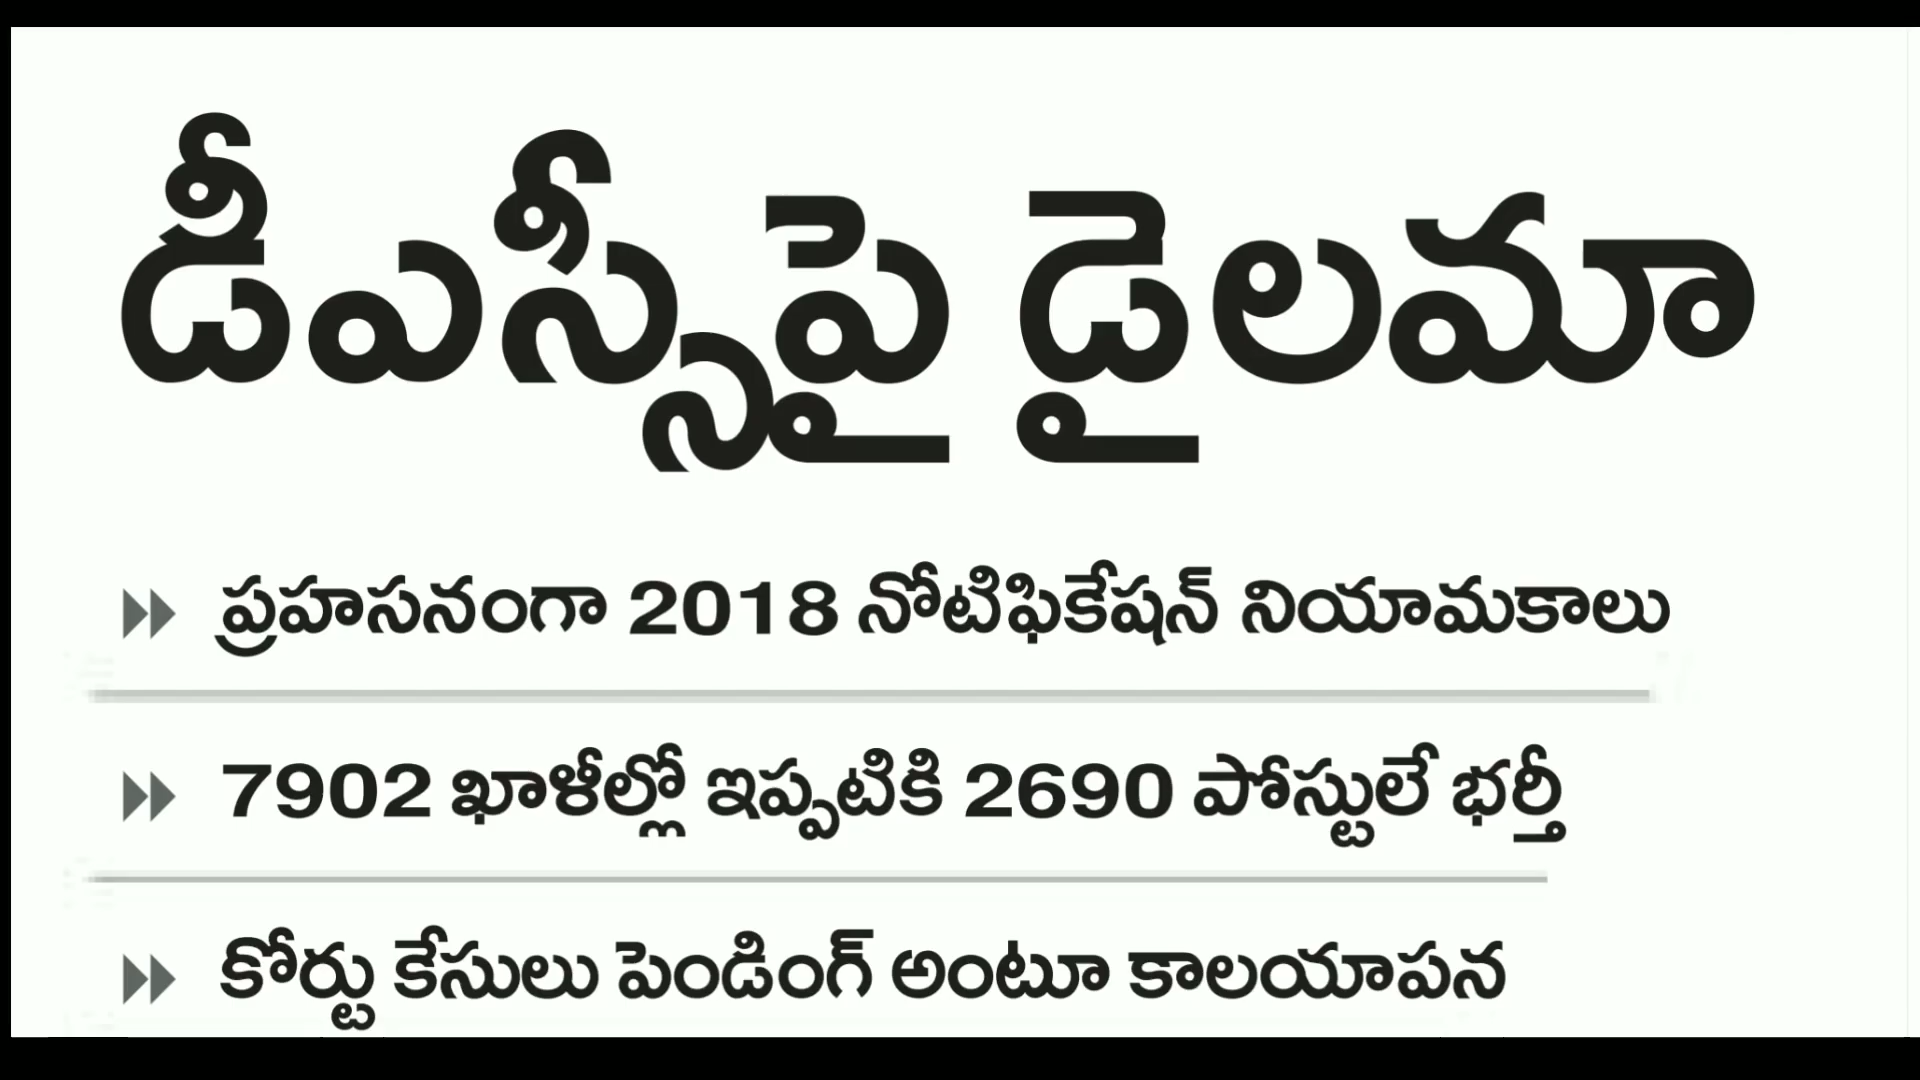 డీఎస్సీపై డైలమా
ప్రహసనంగా 2018 నోటిఫికేషన్ నియామకాలు
7902 ఖాళీల్లో ఇప్పటికి 2690 పోస్టులే భర్తీ
కోర్టు కేసులు పెండింగ్ అంటూ కాలయాపన